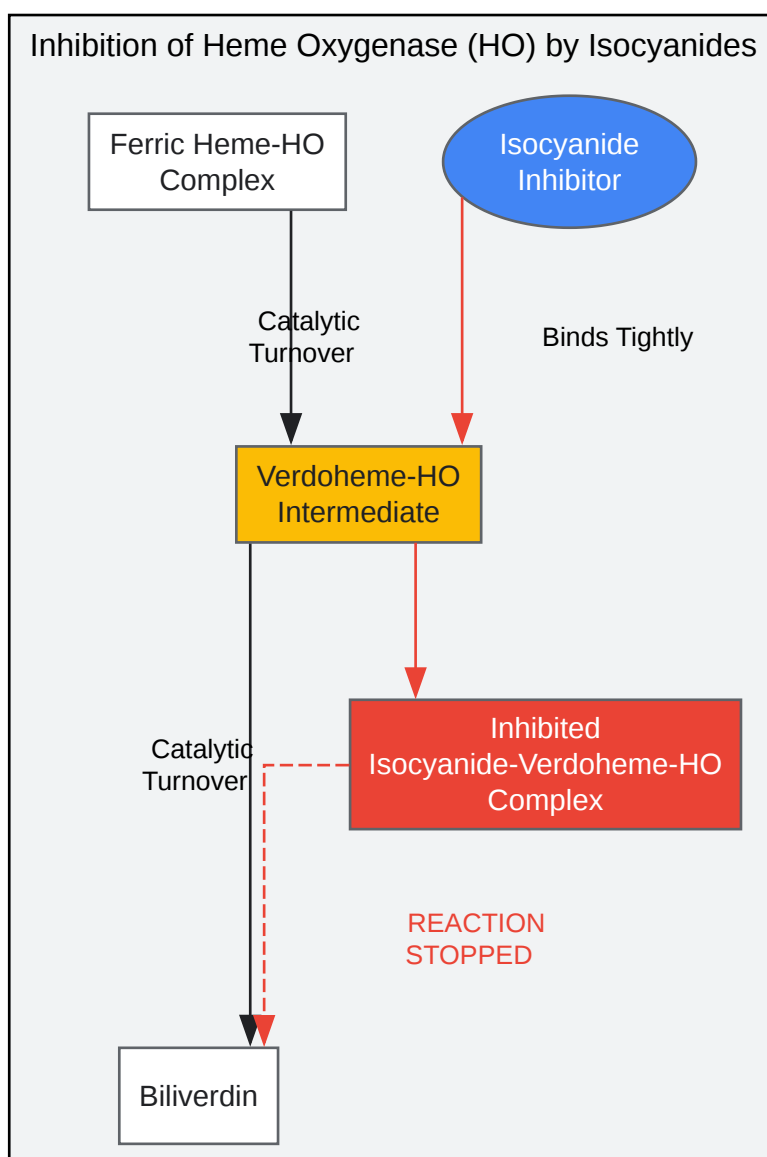 Inhibition of Heme Oxygenase (HO) by Isocyanides
Ferric Heme-HO
Complex
Isocyanide
Inhibitor
Catalytic
Turnover
Binds Tightly
Verdoheme-HO
Intermediate
Inhibited
Isocyanide-Verdoheme-HO
Complex
Catalytic
Turnover
REACTION
STOPPED
Biliverdin